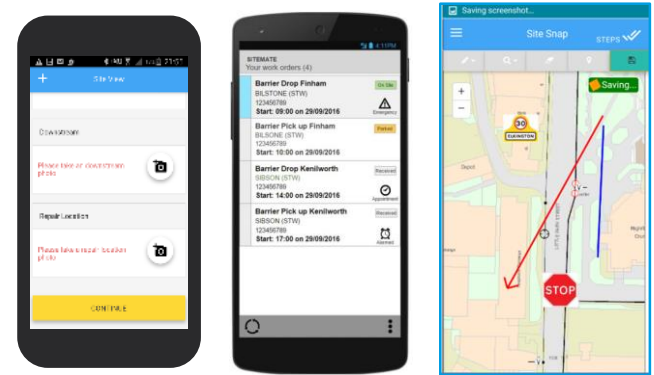 Site View
Downstream
Please take an downstream
photo
Repair Location
Please take a repair location
photo
CONTINUE
4:11PM
SITEMATE
Your work orders (4)
Barrier Drop Finham
On Site
BILSTONE (STW)
123456789
Start: 09:00 on 29/09/2016
Emergency
Barrier Pick up Finham
Parked
BILSTONE (STW)
123456789
Start: 10:00 on 29/09/2016
Barrier Drop Kenilworth
Received
SIBSON (STW)
123456789
Start: 14:00 on 29/09/2016
Appointment
Barrier Pick up Kenilworth
Received
SIBSON (STW)
123456789
Start: 17:00 on 29/09/2016
Alarmed
Saving screenshot...
Site Snap
STEPS
+
Saving...
−
30
ELKINGTON
Depot
STOP